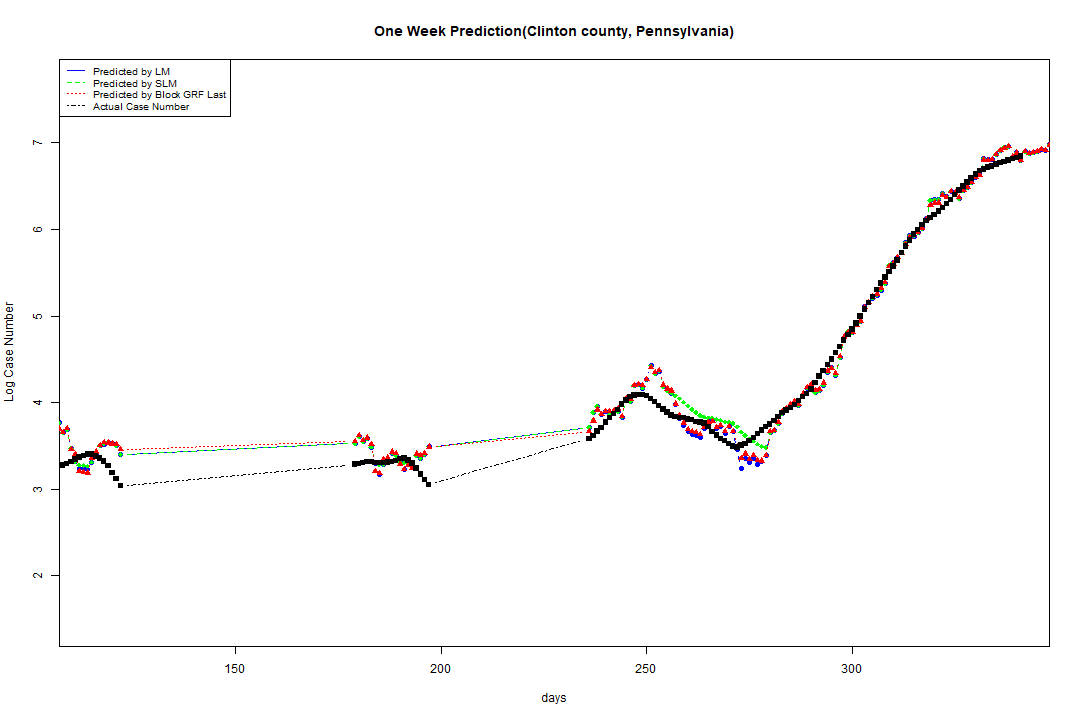 One Week Prediction(Clinton county, Pennsylvania)
Predicted by LM
Predicted by SLM
Predicted by Block GRF Last
Actual Case Number
7
6
5
4
3
2
Log Case Number
150 200 250 300
days